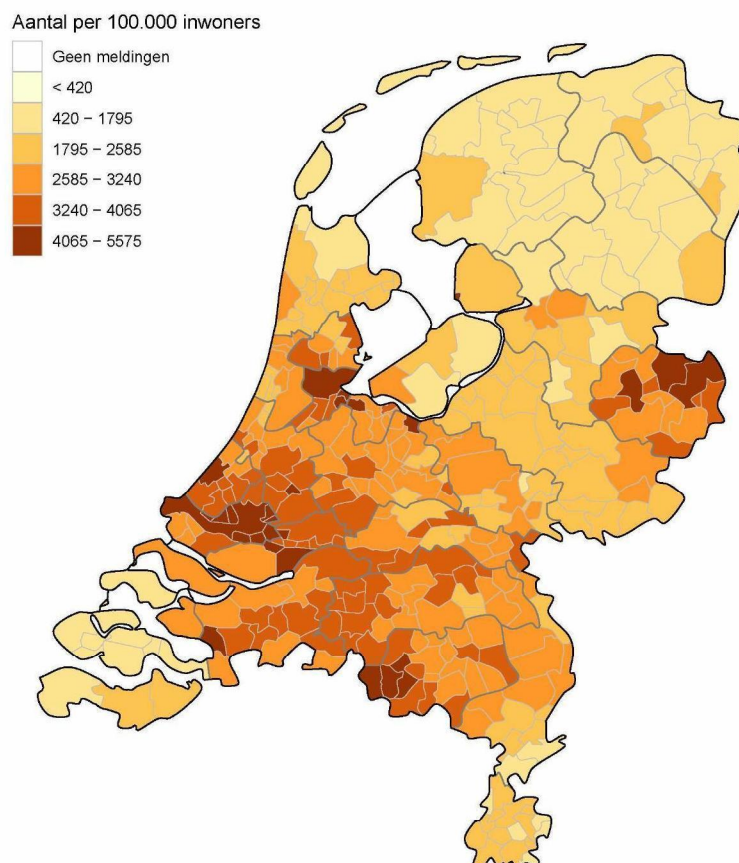 Aantal per 100.000 inwoners
Geen meldingen
< 420
420 – 1795
1795 – 2585
2585 – 3240
3240 – 4065
4065 – 5575